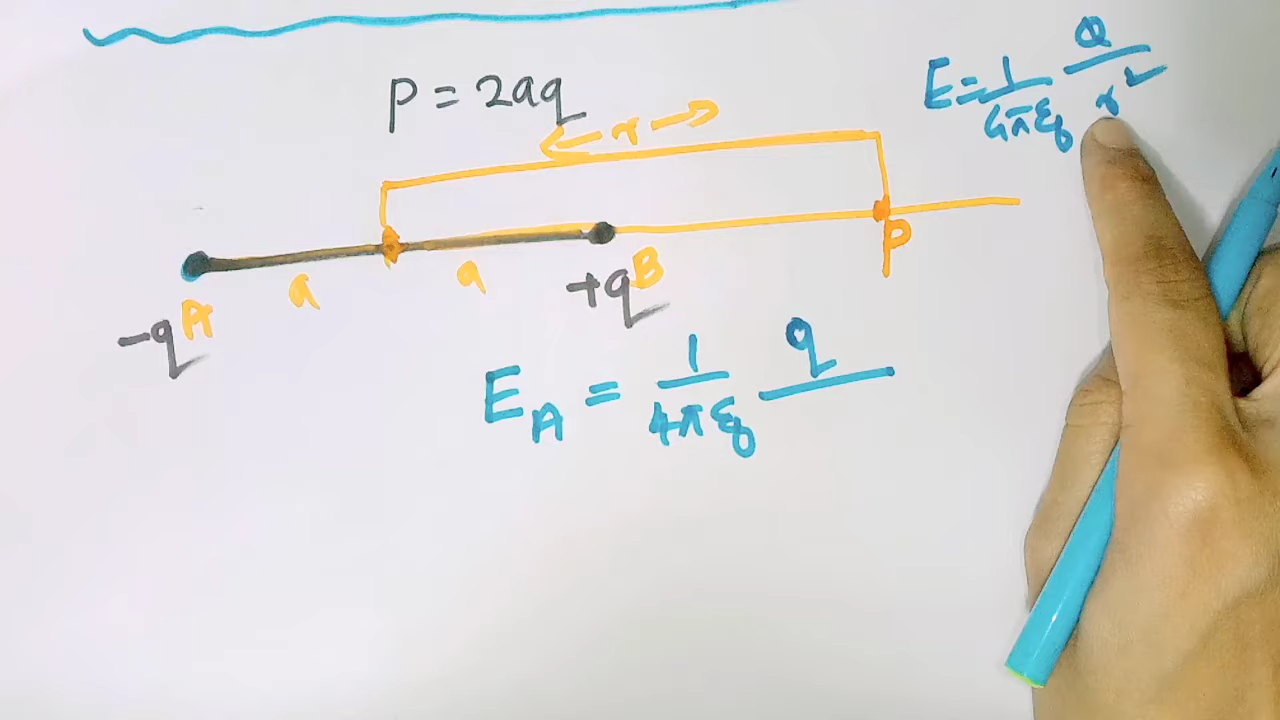 P = 2aq
E = 1/4πε₀ Q/r²
← r →
a
a
P
-q A
+q B
E_A = 1/4πε₀ q/